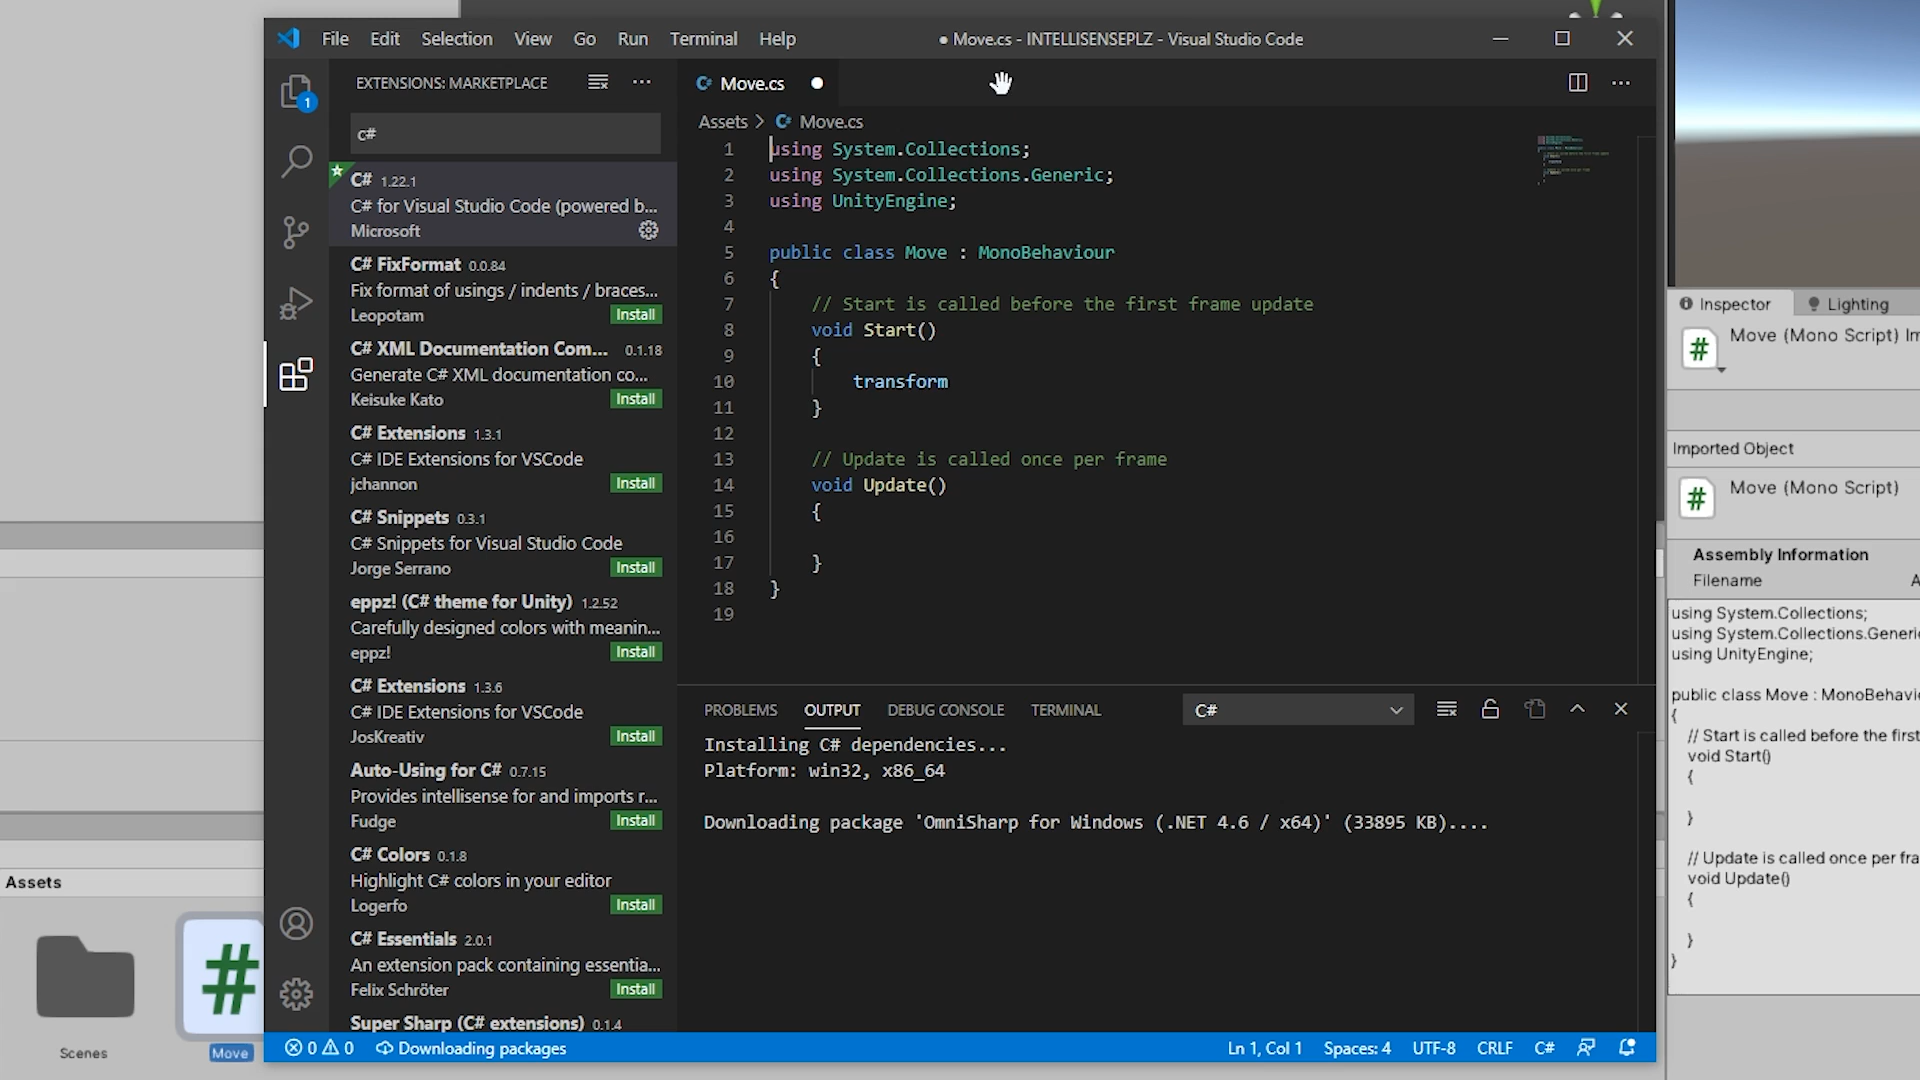 File Edit Selection View Go Run Terminal Help
● Move.cs - INTELLISENSEPLZ - Visual Studio Code
EXTENSIONS: MARKETPLACE
1
c#
C# 1.22.1
C# for Visual Studio Code (powered b...
Microsoft
C# FixFormat 0.0.84
Fix format of usings / indents / braces...
Leopotam Install
C# XML Documentation Com... 0.1.18
Generate C# XML documentation co...
Keisuke Kato Install
C# Extensions 1.3.1
C# IDE Extensions for VSCode
jchannon Install
C# Snippets 0.3.1
C# Snippets for Visual Studio Code
Jorge Serrano Install
eppz! (C# theme for Unity) 1.2.52
Carefully designed colors with meanin...
eppz! Install
C# Extensions 1.3.6
C# IDE Extensions for VSCode
JosKreativ Install
Auto-Using for C# 0.7.15
Provides intellisense for and imports r...
Fudge Install
C# Colors 0.1.8
Highlight C# colors in your editor
Logerfo Install
C# Essentials 2.0.1
An extension pack containing essentia...
Felix Schröter Install
Super Sharp (C# extensions) 0.1.4
Move.cs
Assets > Move.cs
1 using System.Collections;
2 using System.Collections.Generic;
3 using UnityEngine;
4
5 public class Move : MonoBehaviour
6 {
7 // Start is called before the first frame update
8 void Start()
9 {
10 transform
11 }
12
13 // Update is called once per frame
14 void Update()
15 {
16
17 }
18 }
19
PROBLEMS OUTPUT DEBUG CONSOLE TERMINAL C#
Installing C# dependencies...
Platform: win32, x86_64
Downloading package 'OmniSharp for Windows (.NET 4.6 / x64)' (33895 KB)....
0 0 Downloading packages
Ln 1, Col 1 Spaces: 4 UTF-8 CRLF C#
Assets
Scenes
Move
Inspector Lighting
Move (Mono Script) Im
Imported Object
Move (Mono Script)
Assembly Information
Filename A
using System.Collections;
using System.Collections.Generic
using UnityEngine;
public class Move : MonoBehavio
{
// Start is called before the first
void Start()
{
}
// Update is called once per fra
void Update()
{
}
}